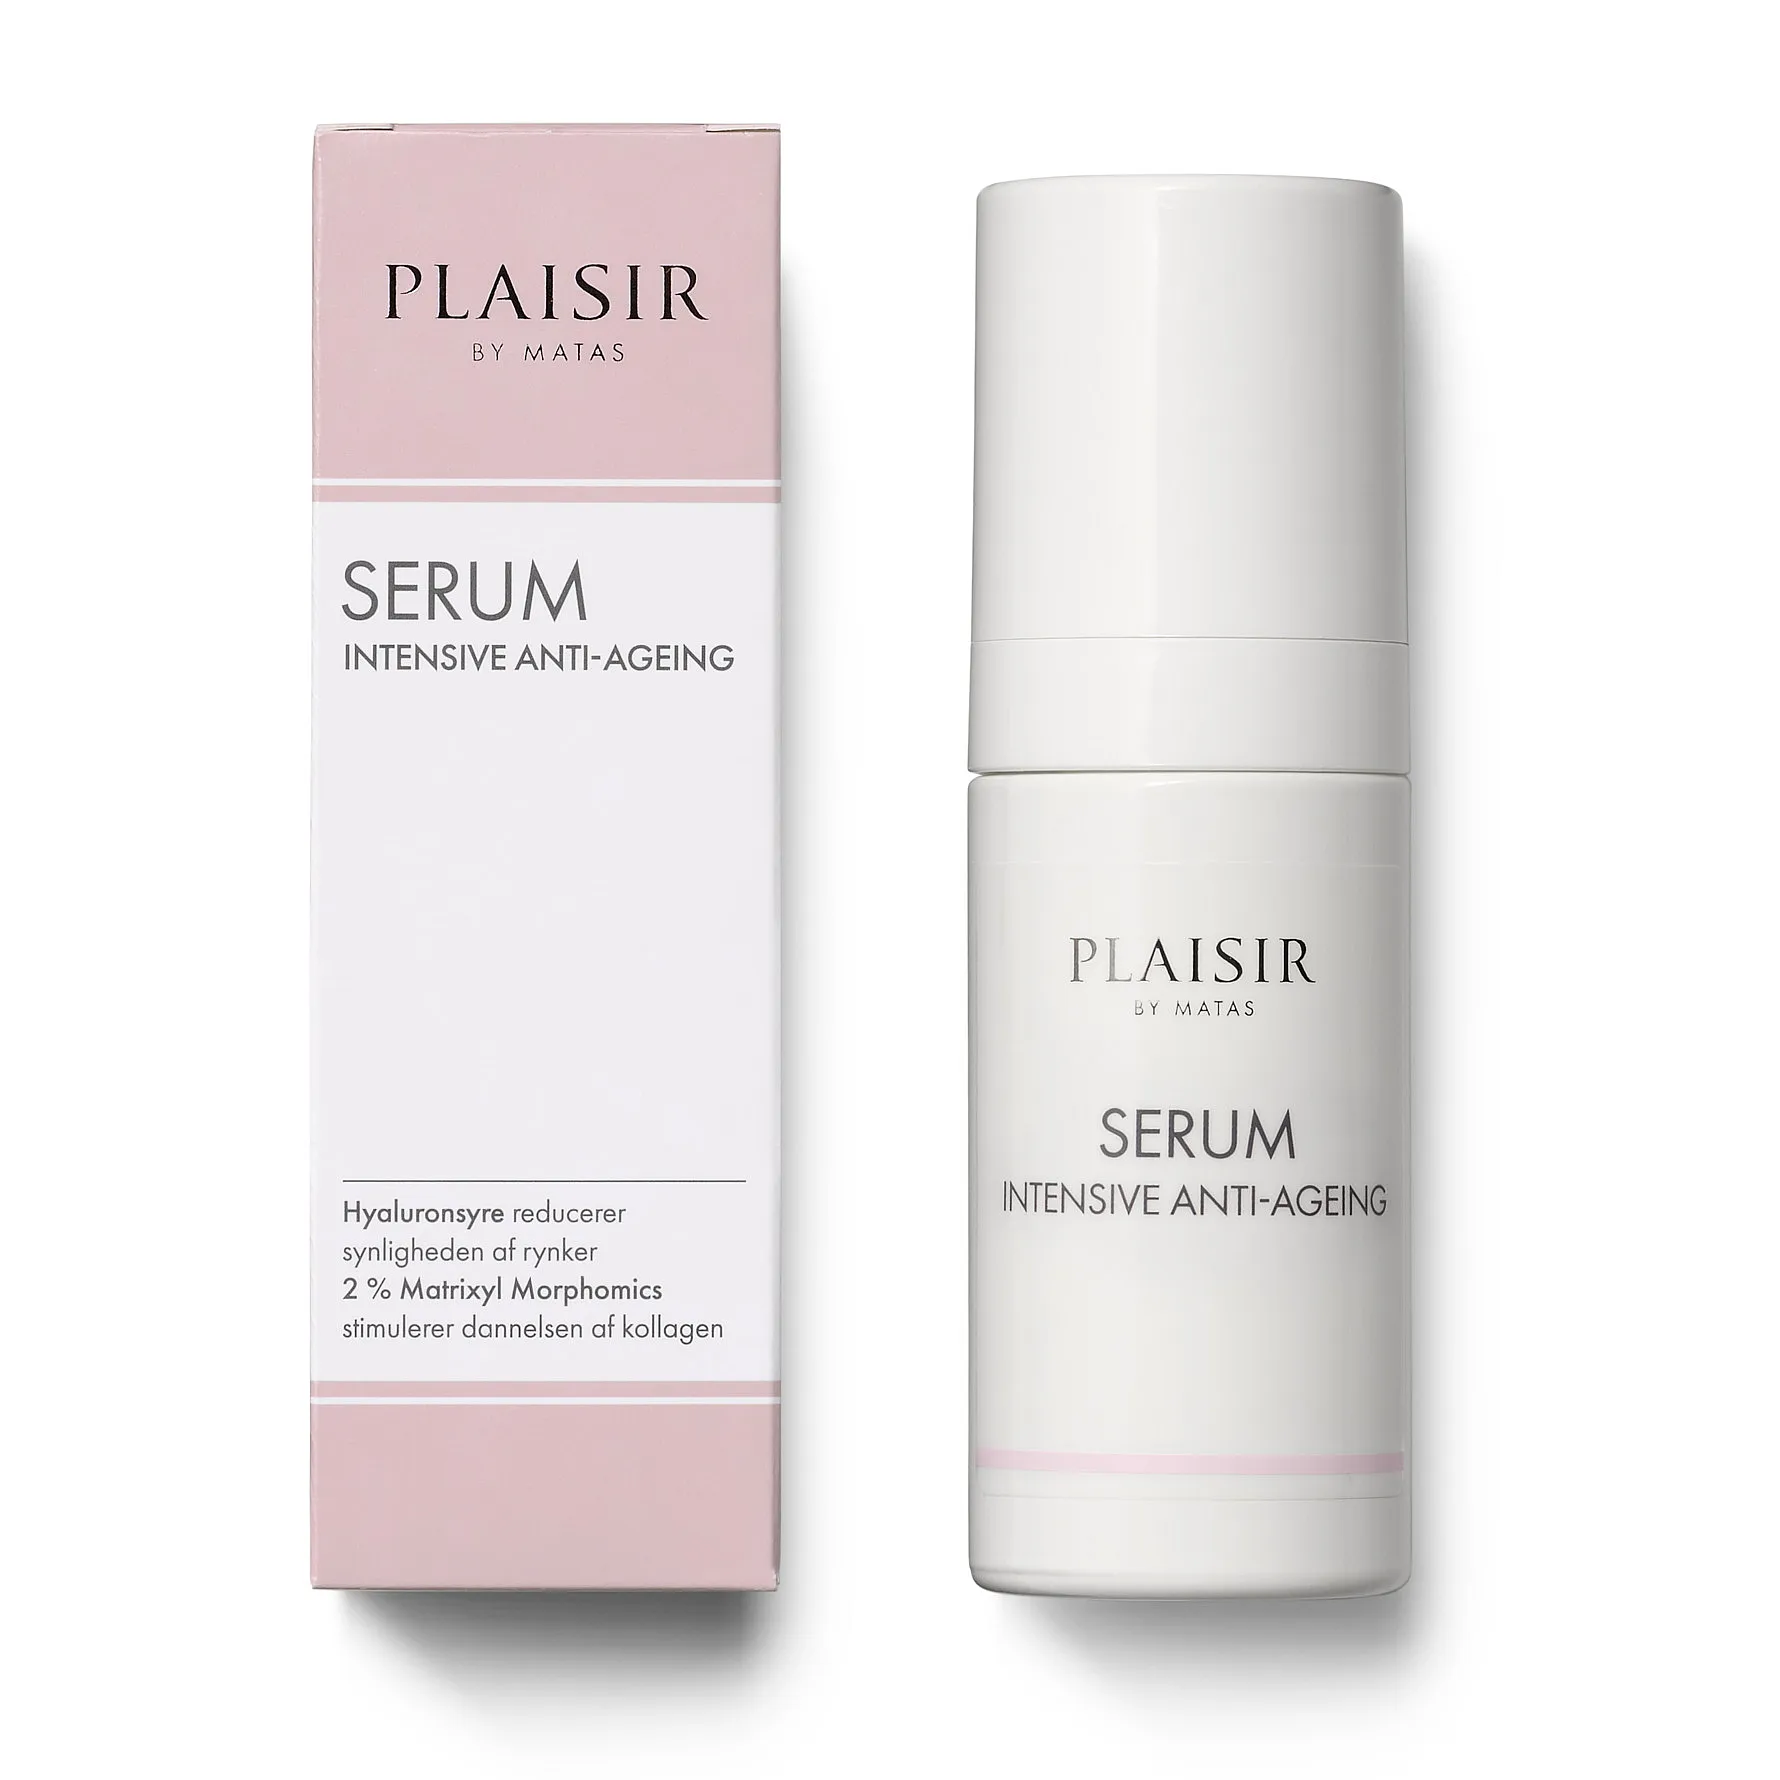 PLAISIR
BY MATAS
SERUM
INTENSIVE ANTI-AGEING
Hyaluronsyre reducerer
synligheden af rynker
2 % Matrixyl Morphomics
stimulerer dannelsen af kollagen
PLAISIR
BY MATAS
SERUM
INTENSIVE ANTI-AGEING